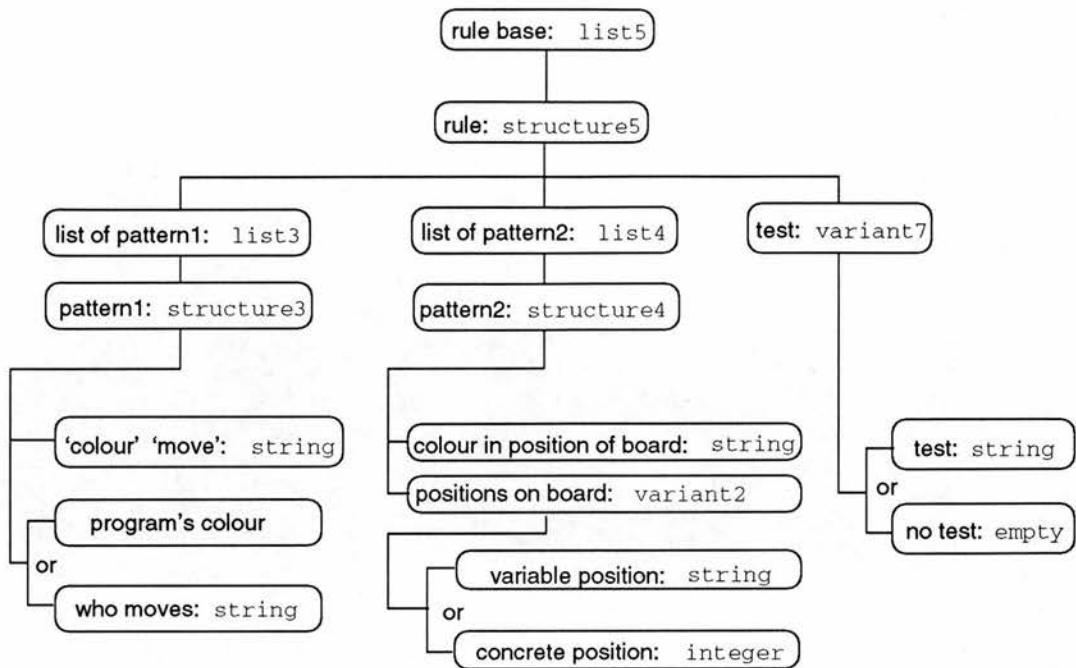 rule base: list5
rule: structure5
list of pattern1: list3
list of pattern2: list4
test: variant7
pattern1: structure3
pattern2: structure4
‘colour’ ‘move’: string
colour in position of board: string
test: string
or
positions on board: variant2
program's colour
no test: empty
or
variable position: string
who moves: string
or
concrete position: integer